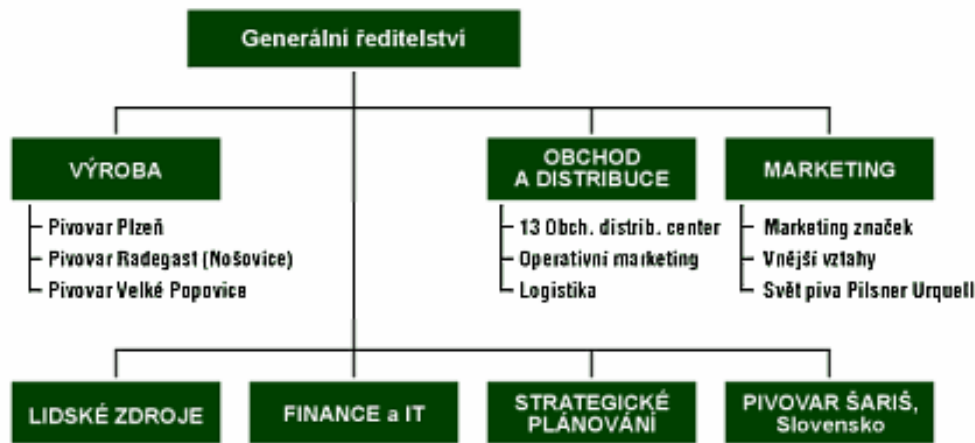 Generální ředitelství
VÝROBA
Pivovar Plzeň
Pivovar Radegast (Nošovice)
Pivovar Velké Popovice
OBCHOD
A DISTRIBUCE
13 Obch. distrib. center
Operativní marketing
Logistika
MARKETING
Marketing značek
Vnější vztahy
Svět piva Pilsner Urquell
LIDSKÉ ZDROJE
FINANCE a IT
STRATEGICKÉ
PLÁNOVÁNÍ
PIVOVAR ŠARIŠ,
Slovensko